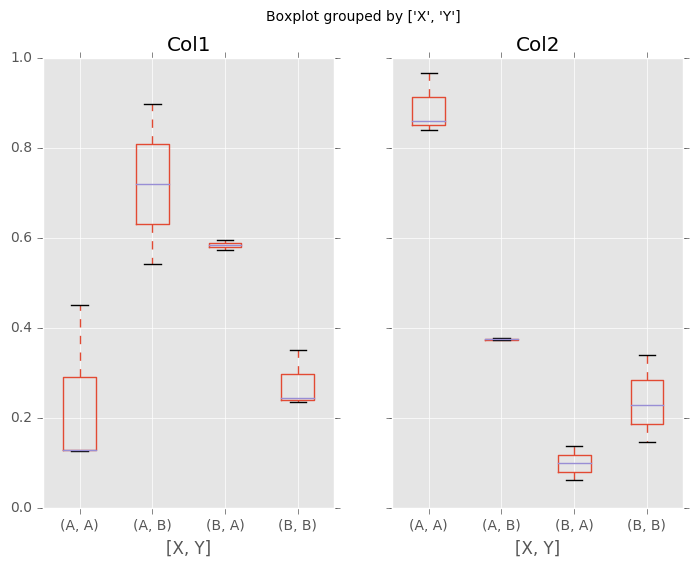 Boxplot grouped by ['X', 'Y']
Col1
Col2
1.0
0.8
0.6
0.4
0.2
0.0
(A, A) (A, B) (B, A) (B, B)
(A, A) (A, B) (B, A) (B, B)
[X, Y]
[X, Y]